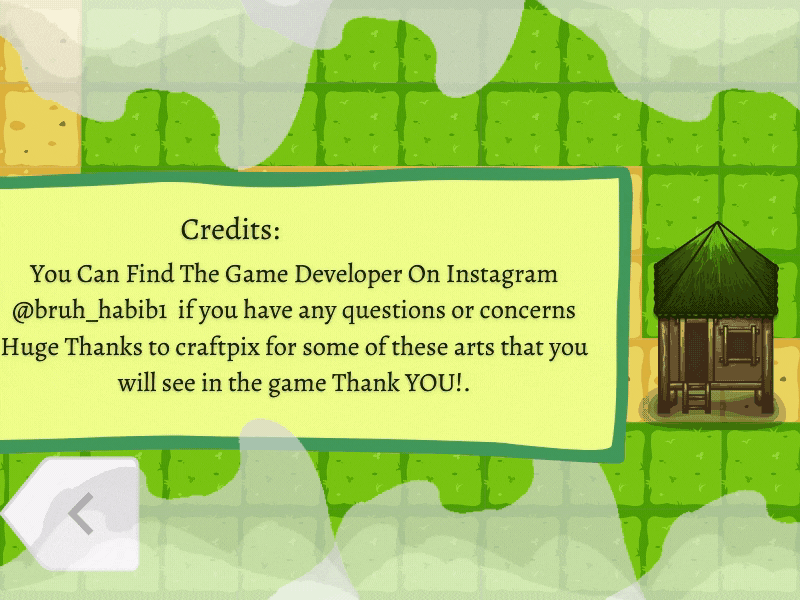 Credits:
You Can Find The Game Developer On Instagram
@bruh_habib1 if you have any questions or concerns
Huge Thanks to craftpix for some of these arts that you
will see in the game Thank YOU!.